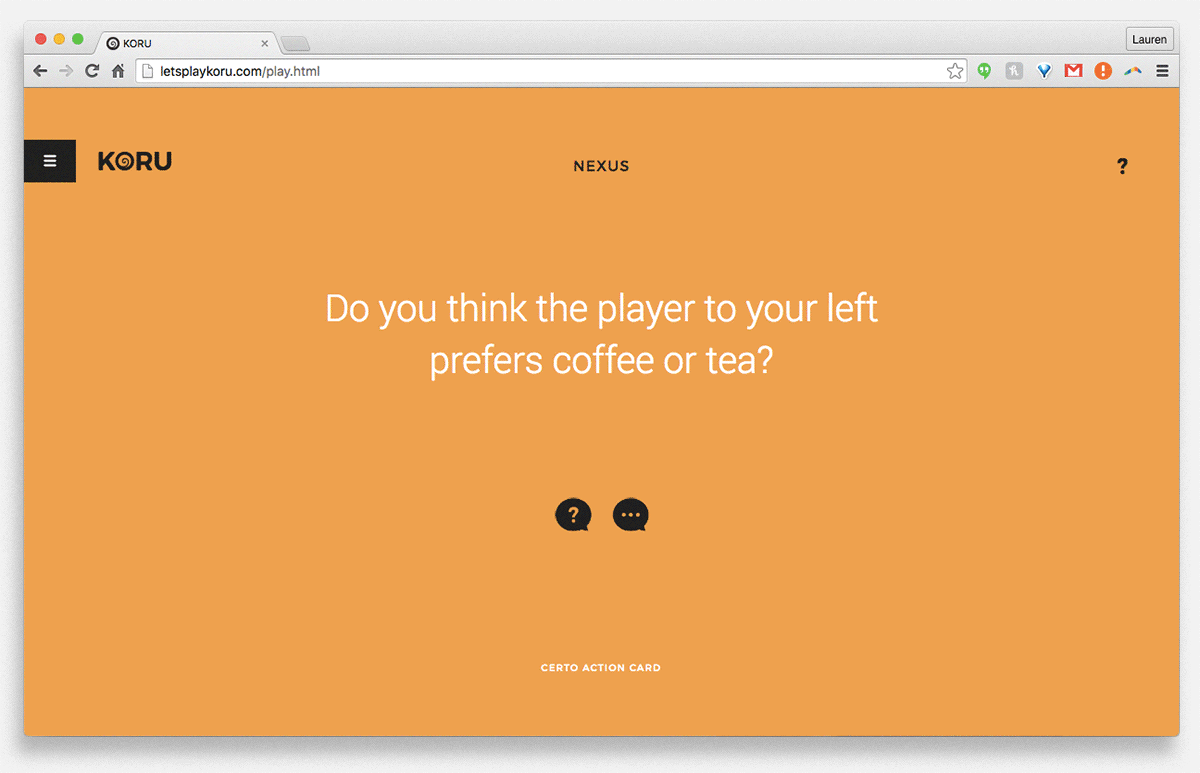 KORU
Lauren
letsplaykoru.com/play.html
KORU
NEXUS
?
Do you think the player to your left
prefers coffee or tea?
?
CERTO ACTION CARD